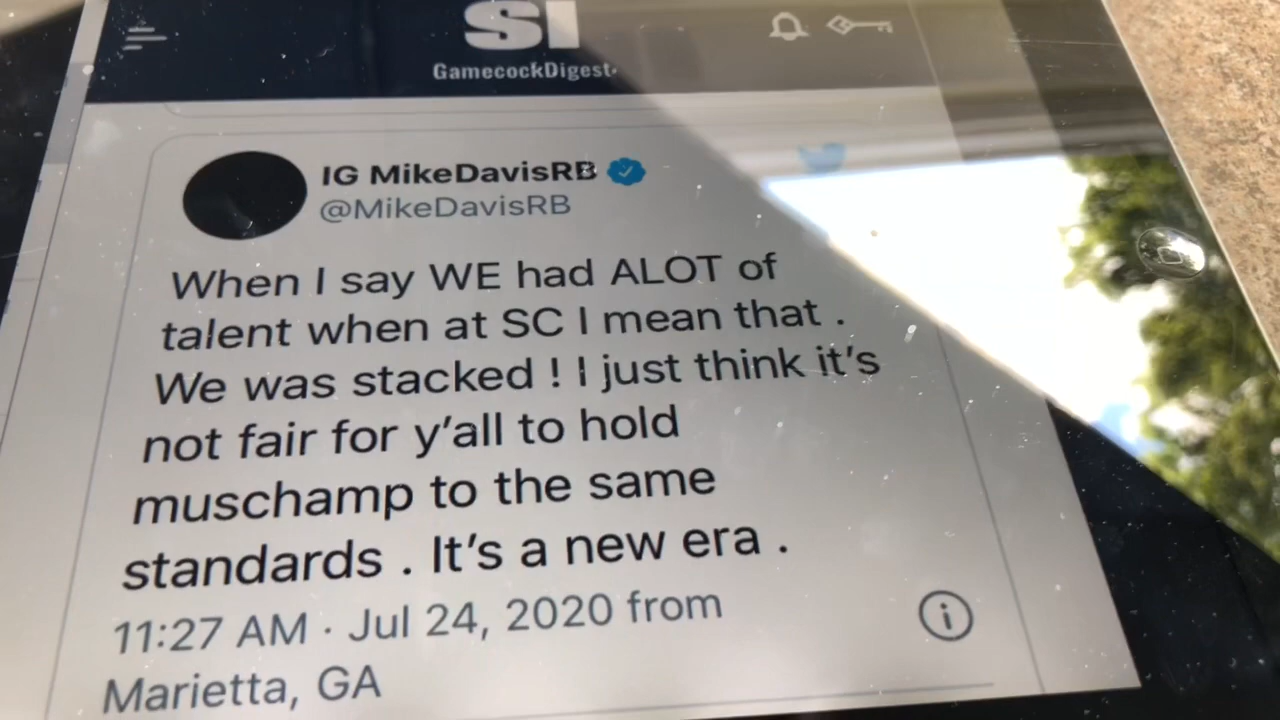 SI
GamecockDigest
IG MikeDavisRB
@MikeDavisRB
When I say WE had ALOT of
talent when at SC I mean that .
We was stacked ! I just think it's
not fair for y'all to hold
muschamp to the same
standards . It's a new era .
11:27 AM · Jul 24, 2020 from
Marietta, GA